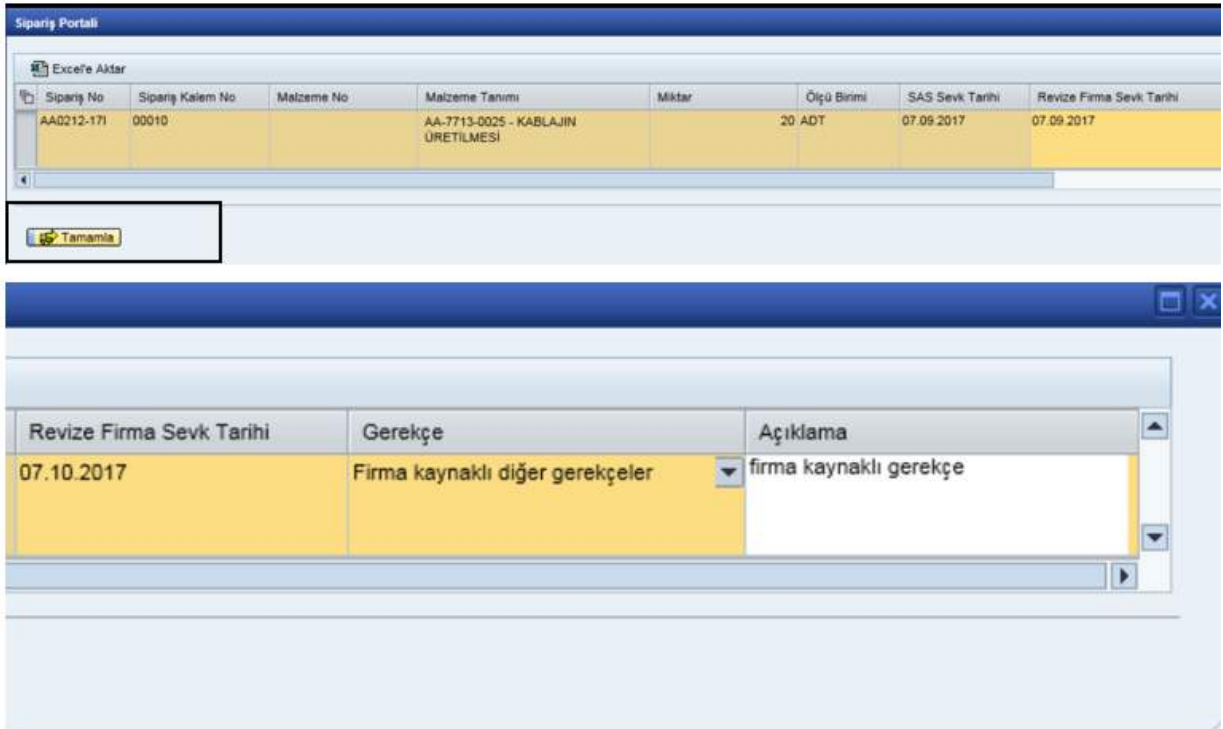 Sipariş Portali
Excel'e Aktar
Sipariş No Sipariş Kalem No Malzeme No Malzeme Tanımı Miktar Ölçü Birimi SAS Sevk Tarihi Revize Firma Sevk Tarihi
AA0212-17I 00010 AA-7713-0025 - KABLAJIN 20 ADT 07.09.2017 07.09.2017
ÜRETİLMESİ
Tamamla
Revize Firma Sevk Tarihi Gerekçe Açıklama
07.10.2017 Firma kaynaklı diğer gerekçeler firma kaynaklı gerekçe